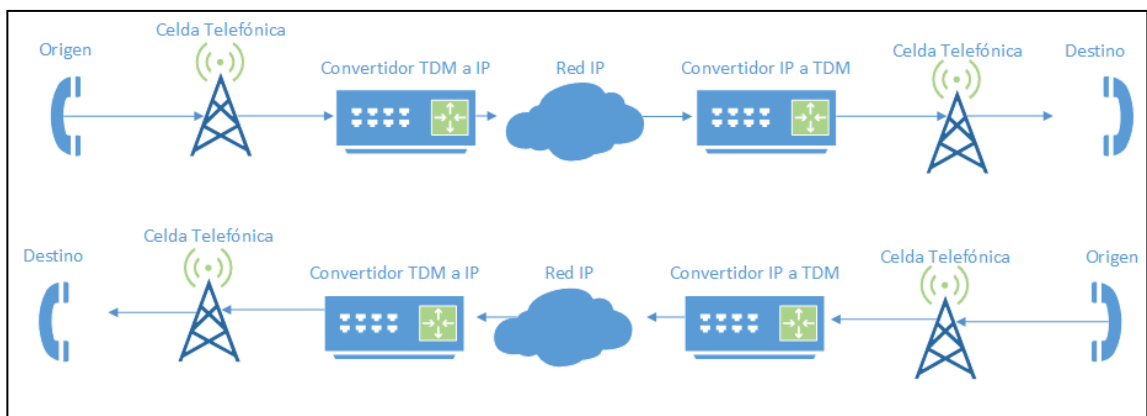 Celda Telefónica
Celda Telefónica
Origen
Destino
Convertidor TDM a IP
Red IP
Convertidor IP a TDM
Celda Telefónica
Celda Telefónica
Destino
Origen
Convertidor TDM a IP
Red IP
Convertidor IP a TDM